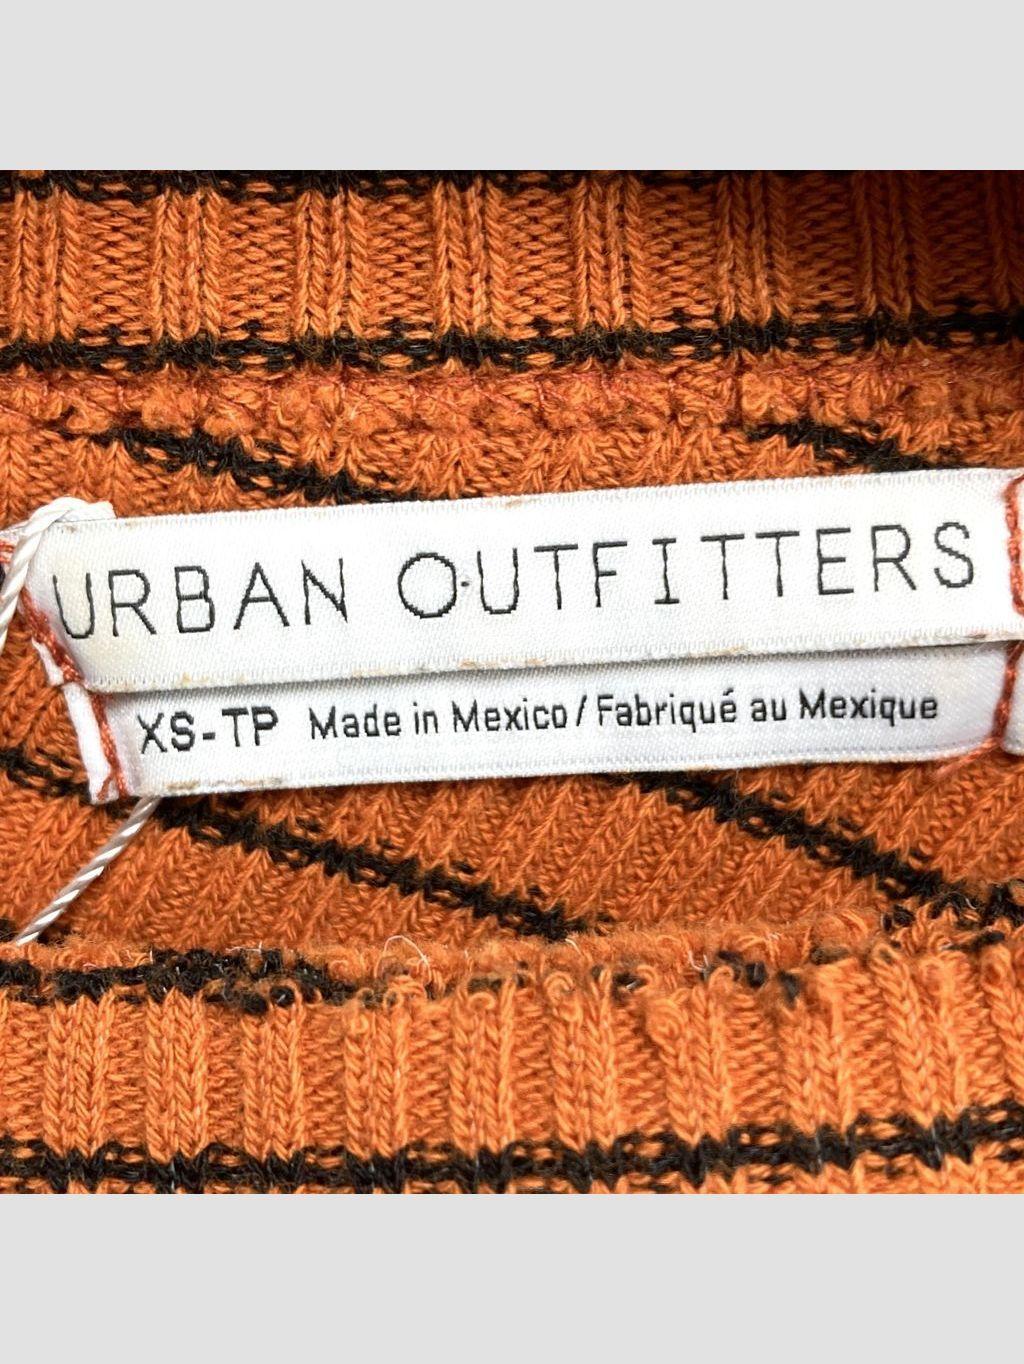 URBAN OUTFITTERS
XS-TP Made in Mexico / Fabriqué au Mexique